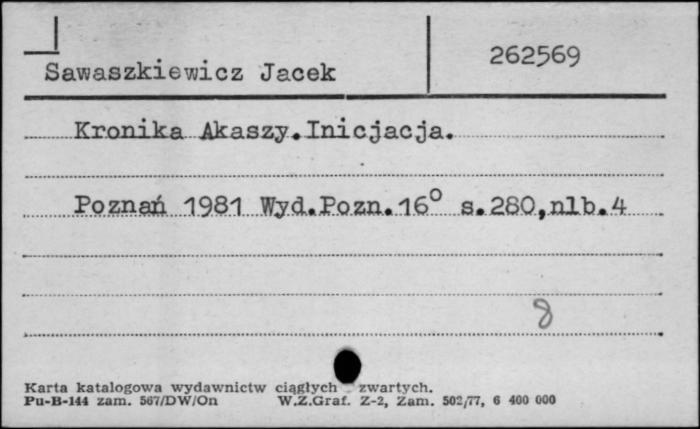 Sawaszkiewicz Jacek
262569
Kronika Akaszy.Inicjacja.
Poznań 1981 Wyd.Pozn.16° s.280,nlb.4
8
Karta katalogowa wydawnictw ciągłych zwartych.
Pu-B-144 zam. 567/DW/On W.Z.Graf. Z-2, Zam. 502/77, 6 400 000